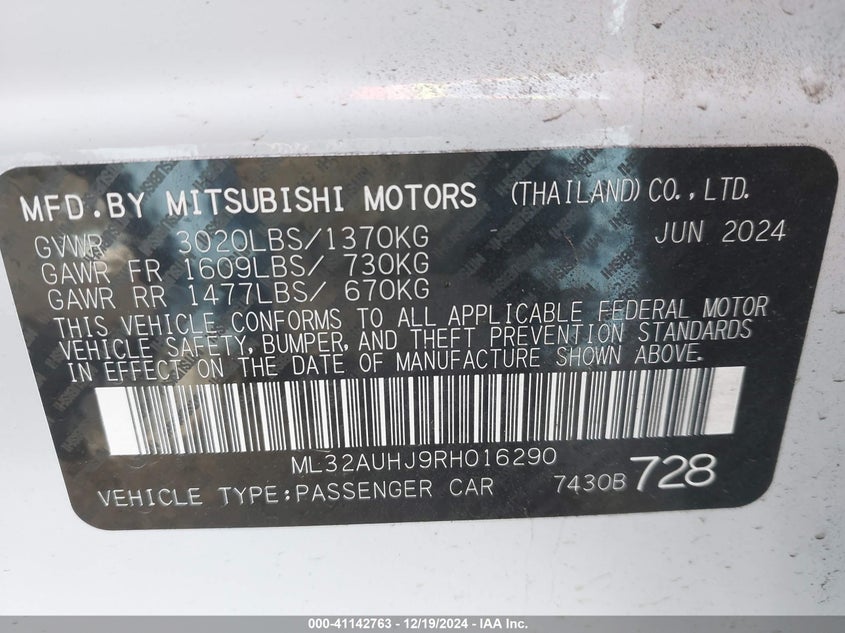 MFD.BY MITSUBISHI MOTORS (THAILAND) CO., LTD.
GVWR 3020LBS/1370KG JUN 2024
GAWR FR 1609LBS/ 730KG
GAWR RR 1477LBS/ 670KG
THIS VEHICLE CONFORMS TO ALL APPLICABLE FEDERAL MOTOR
VEHICLE SAFETY, BUMPER, AND THEFT PREVENTION STANDARDS
IN EFFECT ON THE DATE OF MANUFACTURE SHOWN ABOVE.
ML32AUHJ9RH016290
VEHICLE TYPE:PASSENGER CAR 7430B 728
000-41142763 - 12/19/2024 - IAAI.com